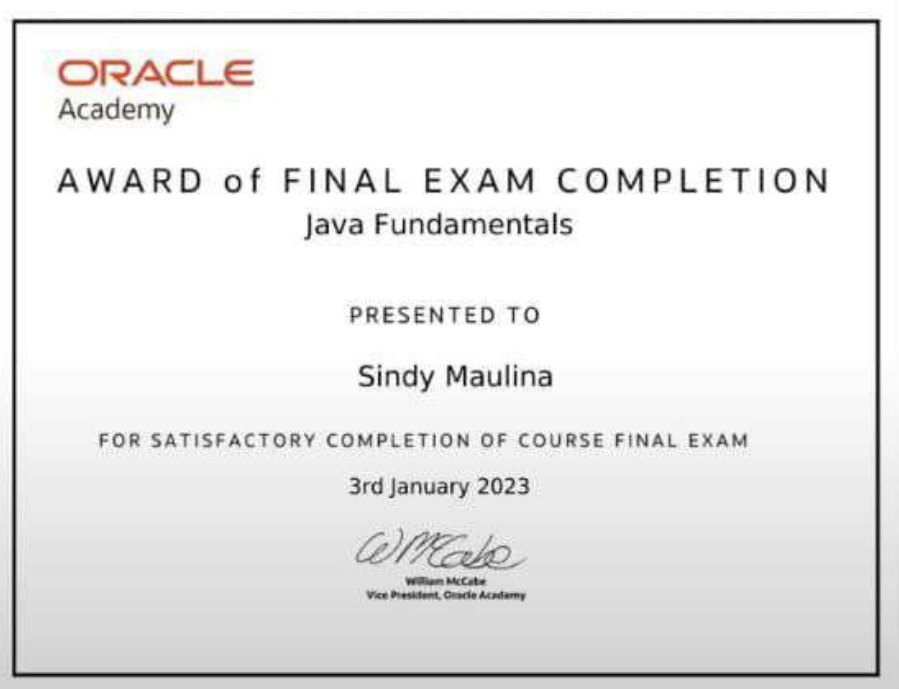 ORACLE
Academy
AWARD of FINAL EXAM COMPLETION
Java Fundamentals
PRESENTED TO
Sindy Maulina
FOR SATISFACTORY COMPLETION OF COURSE FINAL EXAM
3rd January 2023
WMcCabe
William McCabe
Vice President, Oracle Academy